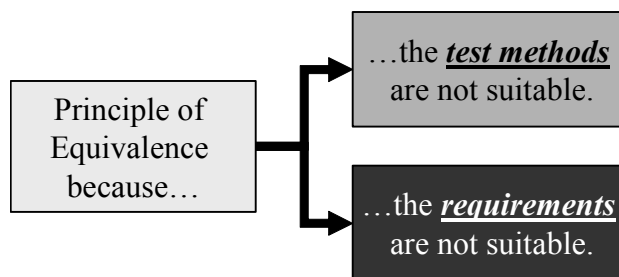 Principle of
Equivalence
because…
…the test methods
are not suitable.
…the requirements
are not suitable.